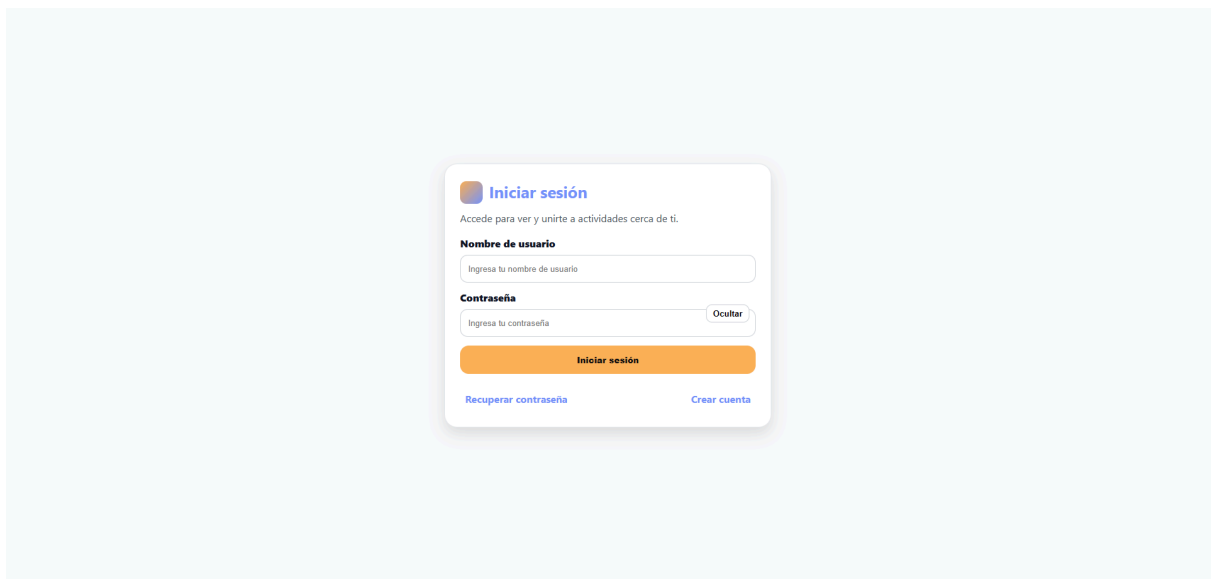 Iniciar sesión
Accede para ver y unirte a actividades cerca de ti.
Nombre de usuario
Ingresa tu nombre de usuario
Contraseña
Ingresa tu contraseña
Ocultar
Iniciar sesión
Recuperar contraseña
Crear cuenta